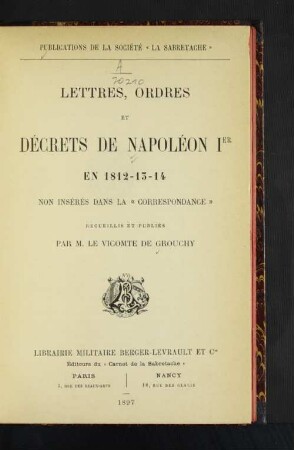 PUBLICATIONS DE LA SOCIÉTÉ « LA SABRETACHE »
A
LETTRES, ORDRES
ET
DÉCRETS DE NAPOLÉON IER
EN 1812-13-14
NON INSÉRÉS DANS LA « CORRESPONDANCE »
RECUEILLIS ET PUBLIÉS
PAR M. LE VICOMTE DE GROUCHY
LIBRAIRIE MILITAIRE BERGER-LEVRAULT ET Cie
Éditeurs du « Carnet de la Sabretache »
PARIS
5, RUE DES BEAUX-ARTS
NANCY
18, RUE DES GLACIS
1897